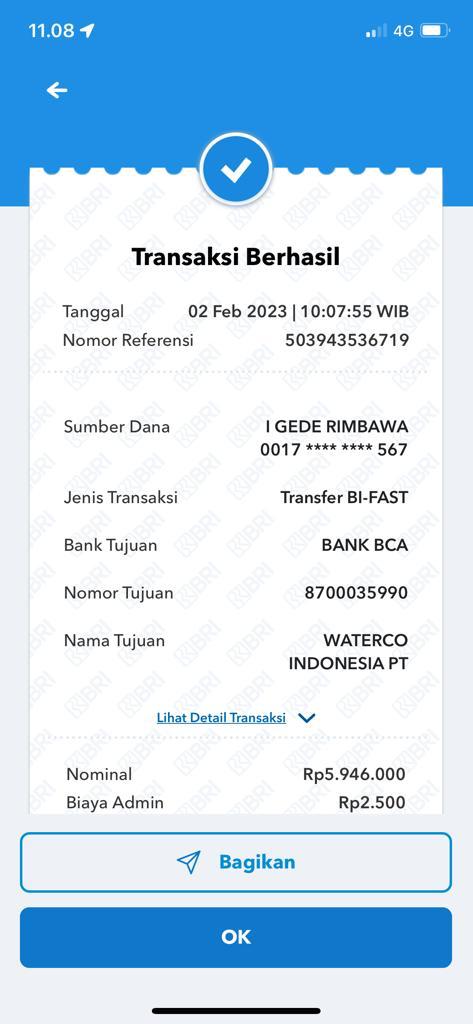 11.08
4G
Transaksi Berhasil
Tanggal 02 Feb 2023 | 10:07:55 WIB
Nomor Referensi 503943536719
Sumber Dana I GEDE RIMBAWA
0017 **** **** 567
Jenis Transaksi Transfer BI-FAST
Bank Tujuan BANK BCA
Nomor Tujuan 8700035990
Nama Tujuan WATERCO
INDONESIA PT
Lihat Detail Transaksi
Nominal Rp5.946.000
Biaya Admin Rp2.500
Bagikan
OK